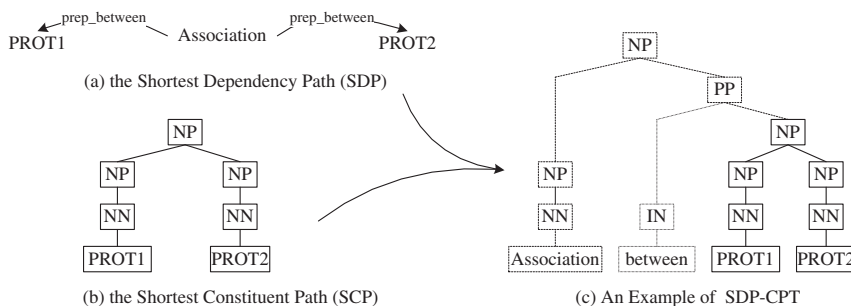 prep_between prep_between
PROT1 Association PROT2
(a) the Shortest Dependency Path (SDP)
NP
NP NP
NN NN
PROT1 PROT2
(b) the Shortest Constituent Path (SCP)
NP
PP
NP
NP NP NP
NN IN NN NN
Association between PROT1 PROT2
(c) An Example of SDP-CPT